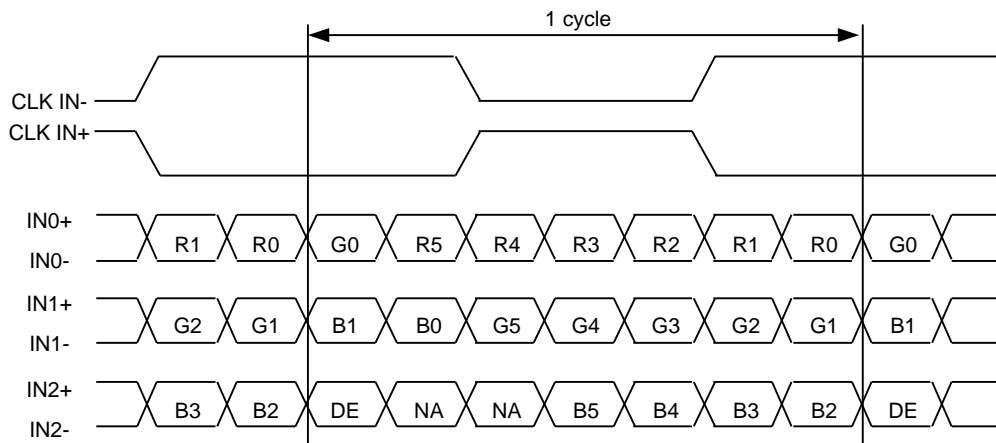 1 cycle
CLK IN-
CLK IN+
IN0+
R1 R0 G0 R5 R4 R3 R2 R1 R0 G0
IN0-
IN1+
G2 G1 B1 B0 G5 G4 G3 G2 G1 B1
IN1-
IN2+
B3 B2 DE NA NA B5 B4 B3 B2 DE
IN2-